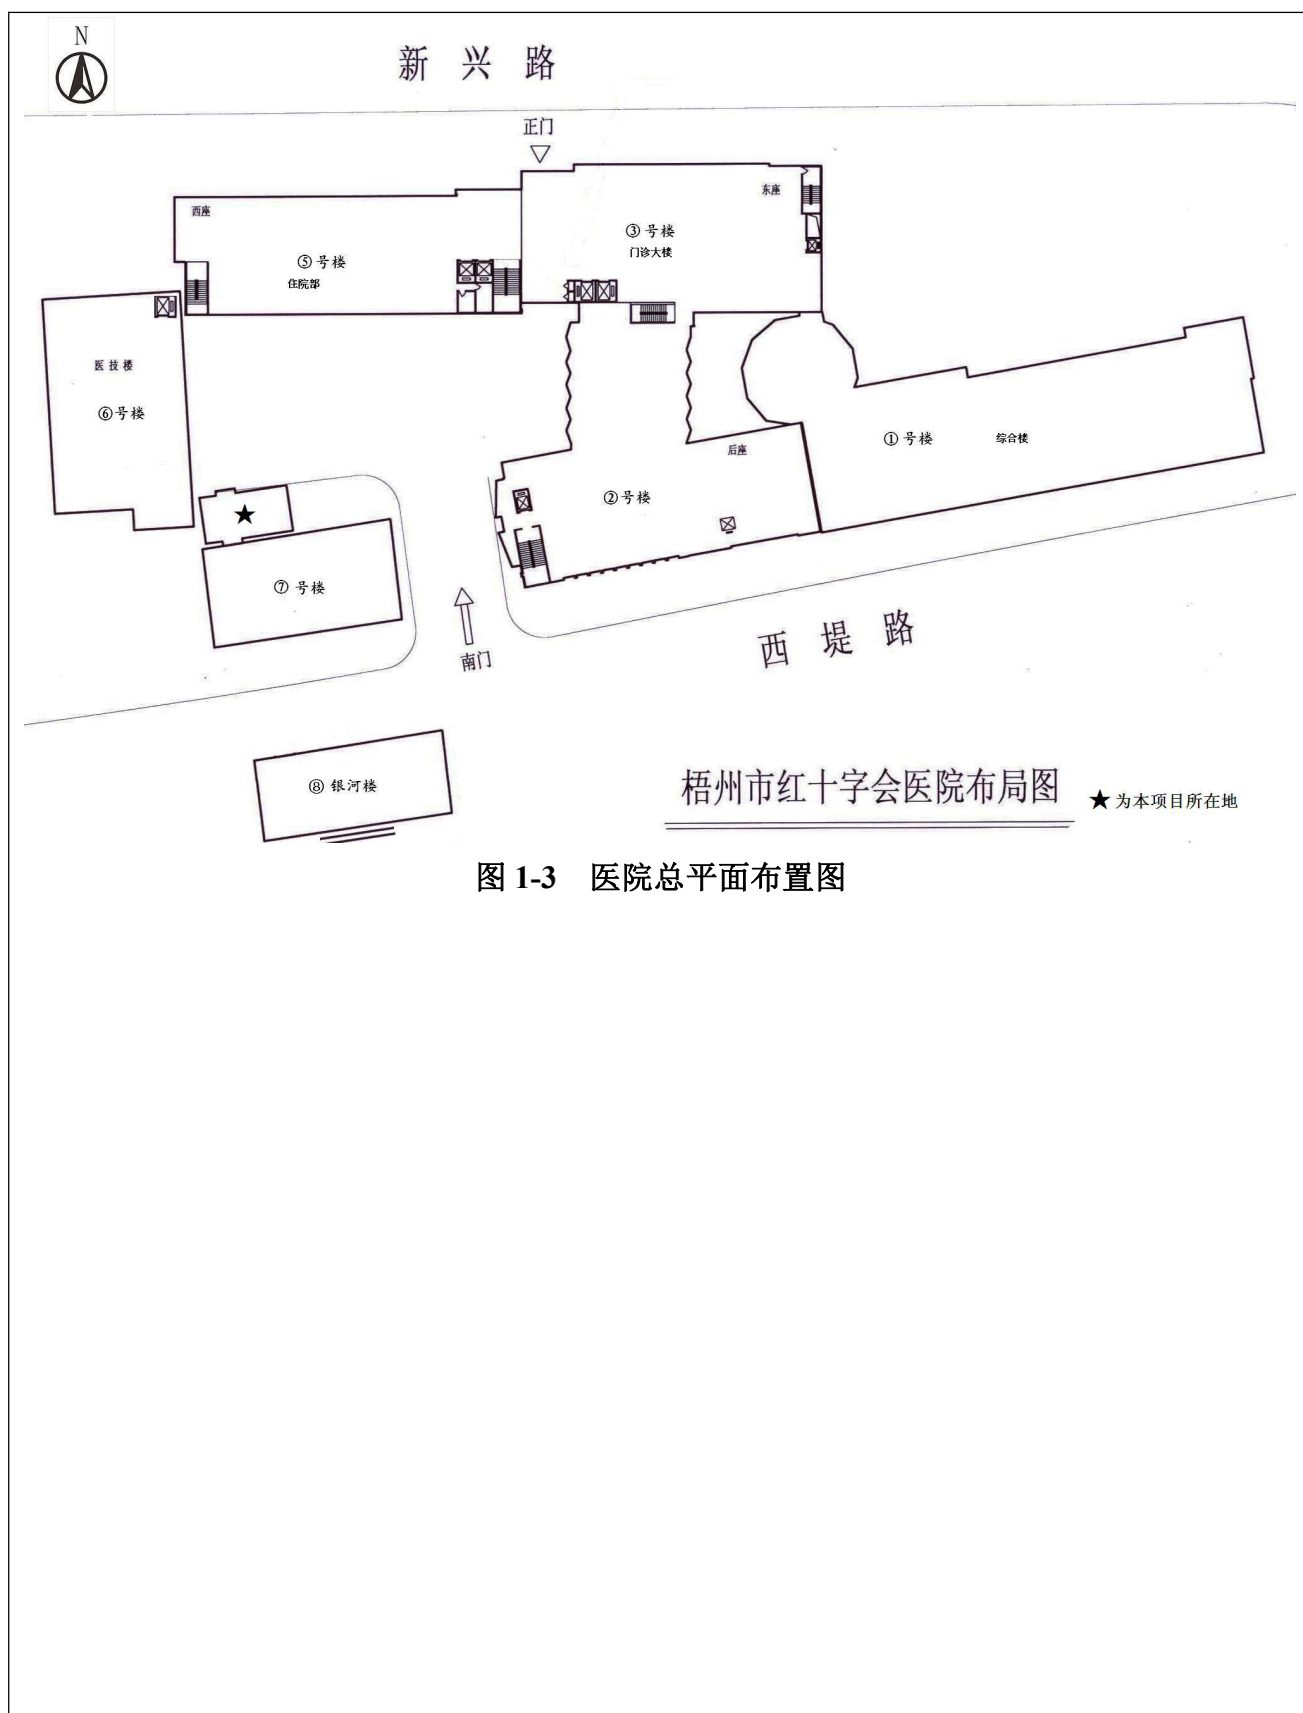 N
新兴路
正门
西座
东座
③号楼
门诊大楼
⑤号楼
住院部
医技楼
⑥号楼
①号楼 综合楼
后座
②号楼
★
⑦号楼
南门
西堤路
⑧银河楼
梧州市红十字会医院布局图
★为本项目所在地
图 1-3 医院总平面布置图